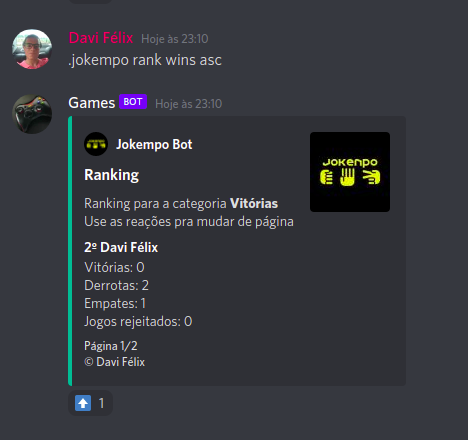 Davi Félix Hoje às 23:10
.jokempo rank wins asc
Games BOT Hoje às 23:10
Jokempo Bot
JOKENPO
Ranking
Ranking para a categoria Vitórias
Use as reações pra mudar de página
2º Davi Félix
Vitórias: 0
Derrotas: 2
Empates: 1
Jogos rejeitados: 0
Página 1/2
© Davi Félix
1